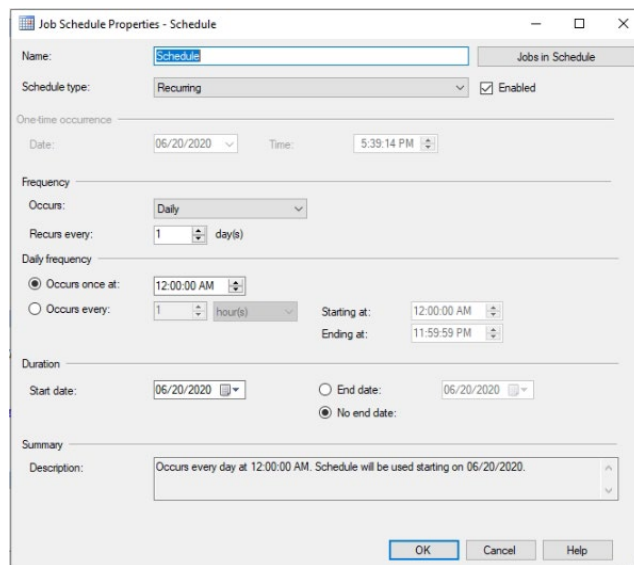 Job Schedule Properties - Schedule
Name: Schedule Jobs in Schedule
Schedule type: Recurring Enabled
One-time occurrence
Date: 06/20/2020 Time: 5:39:14 PM
Frequency
Occurs: Daily
Recurs every: 1 day(s)
Daily frequency
Occurs once at: 12:00:00 AM
Occurs every: 1 hour(s) Starting at: 12:00:00 AM
Ending at: 11:59:59 PM
Duration
Start date: 06/20/2020 End date: 06/20/2020
No end date:
Summary
Description: Occurs every day at 12:00:00 AM. Schedule will be used starting on 06/20/2020.
OK Cancel Help